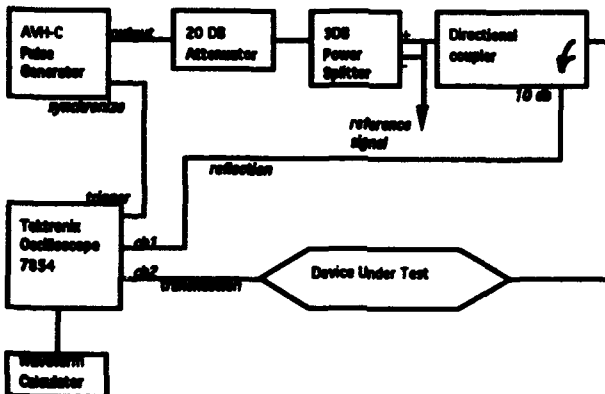 AVH-C
Pulse
Generator
output
20 DB
Attenuator
Power
Splitter
+
-
Directional
coupler
10 db
synchronize
reference
signal
reflection
trigger
Tektronix
Oscilloscope
7854
ch1
ch2
transmission
Device Under Test
Waveform
Calculator